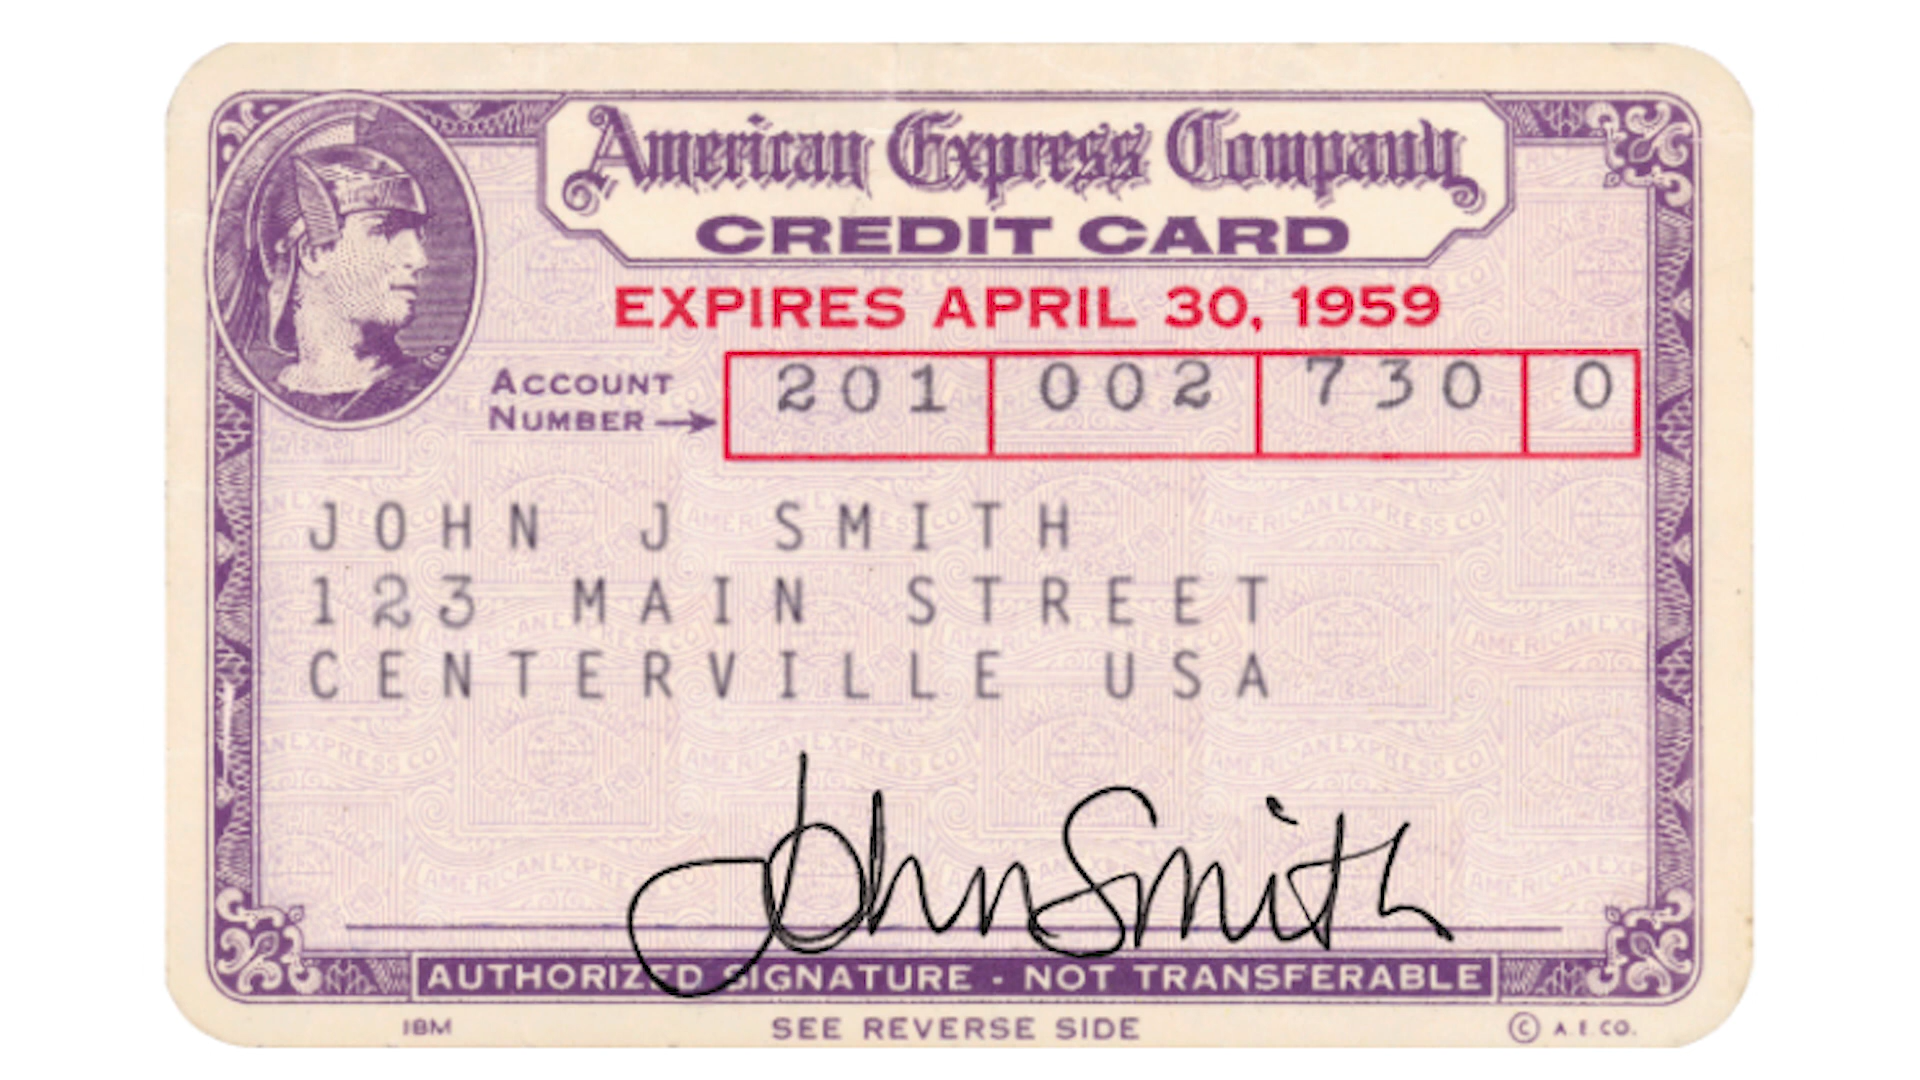 American Express Company
CREDIT CARD
EXPIRES APRIL 30, 1959
ACCOUNT
NUMBER →
201 002 730 0
JOHN J SMITH
123 MAIN STREET
CENTERVILLE USA
John Smith
AUTHORIZED SIGNATURE - NOT TRANSFERABLE
IBM
SEE REVERSE SIDE
© A.E.CO.